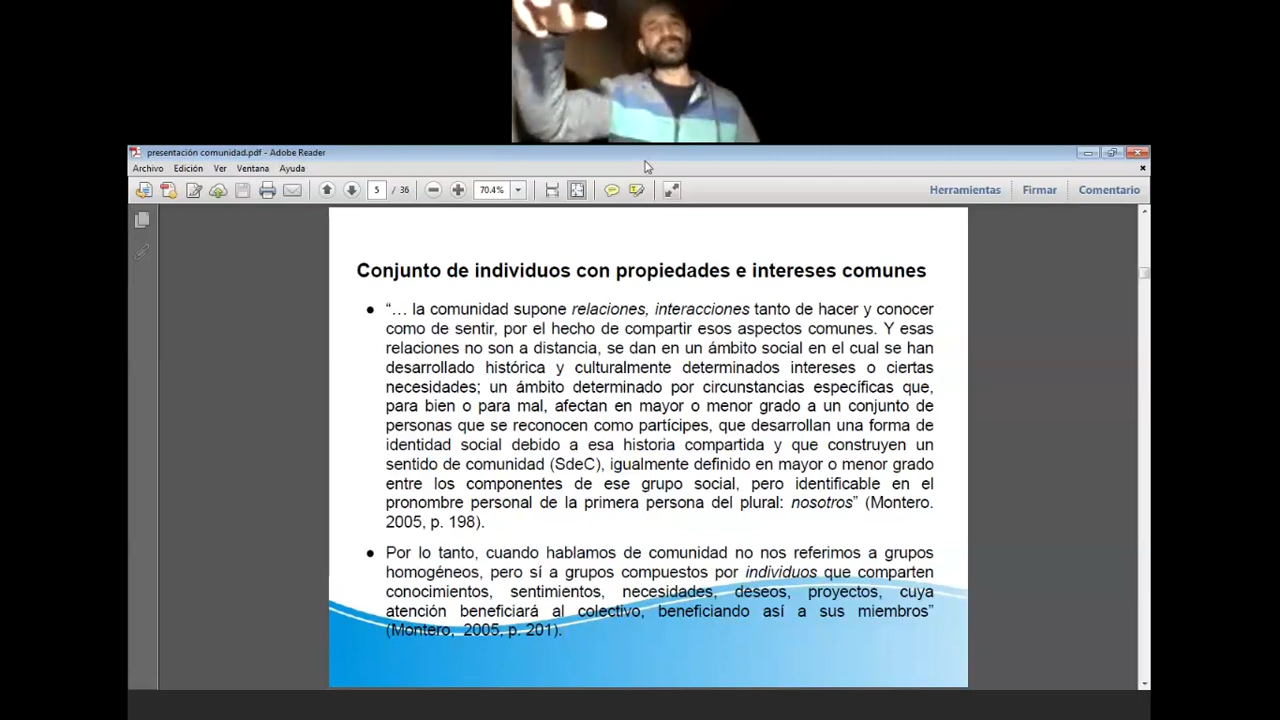 presentación comunidad.pdf - Adobe Reader
Archivo Edición Ver Ventana Ayuda
5 / 36 70.4% Herramientas Firmar Comentario
Conjunto de individuos con propiedades e intereses comunes
● “… la comunidad supone relaciones, interacciones tanto de hacer y conocer
como de sentir, por el hecho de compartir esos aspectos comunes. Y esas
relaciones no son a distancia, se dan en un ámbito social en el cual se han
desarrollado histórica y culturalmente determinados intereses o ciertas
necesidades; un ámbito determinado por circunstancias específicas que,
para bien o para mal, afectan en mayor o menor grado a un conjunto de
personas que se reconocen como partícipes, que desarrollan una forma de
identidad social debido a esa historia compartida y que construyen un
sentido de comunidad (SdeC), igualmente definido en mayor o menor grado
entre los componentes de ese grupo social, pero identificable en el
pronombre personal de la primera persona del plural: nosotros” (Montero.
2005, p. 198).
● Por lo tanto, cuando hablamos de comunidad no nos referimos a grupos
homogéneos, pero sí a grupos compuestos por individuos que comparten
conocimientos, sentimientos, necesidades, deseos, proyectos, cuya
atención beneficiará al colectivo, beneficiando así a sus miembros”
(Montero, 2005, p. 201).